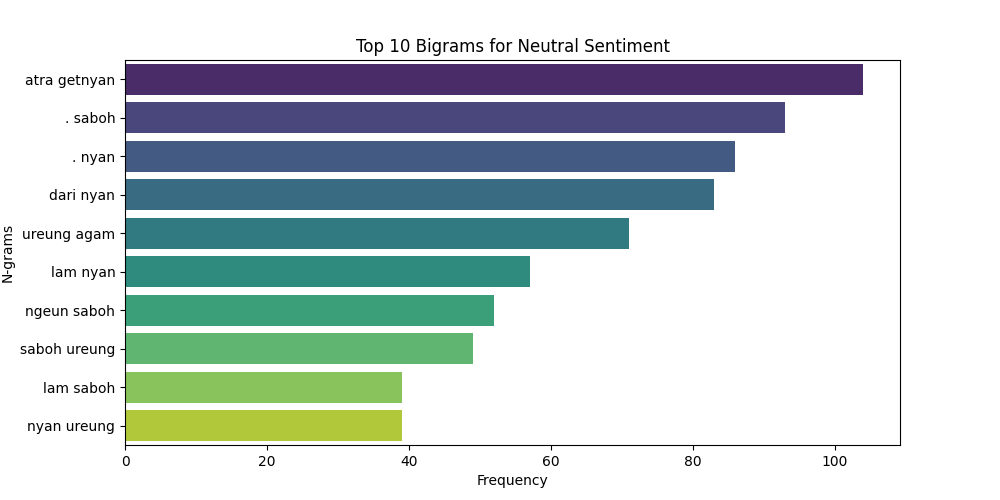 Top 10 Bigrams for Neutral Sentiment
N-grams
atra getnyan
. saboh
. nyan
dari nyan
ureung agam
lam nyan
ngeun saboh
saboh ureung
lam saboh
nyan ureung
0 20 40 60 80 100
Frequency